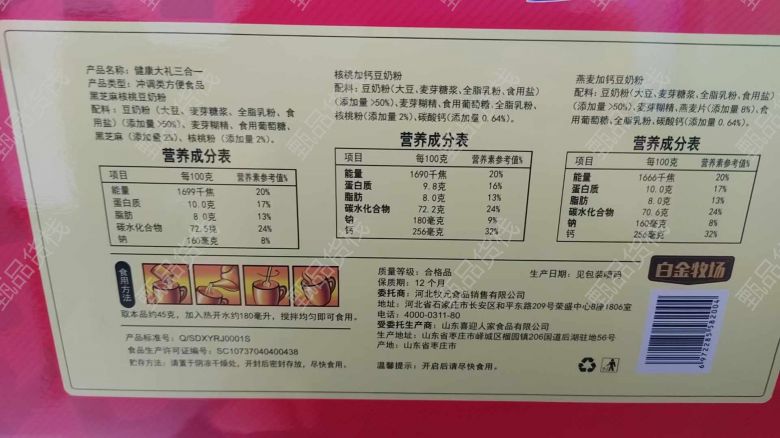 产品名称：健康大礼三合一
产品类型：冲调类方便食品
黑芝麻核桃豆奶粉
配料：豆奶粉（大豆、麦芽糖浆、全脂乳粉、食
用盐）（添加量>50%）、麦芽糊精、食用葡萄糖、
黑芝麻（添加量2%）、核桃粉（添加量2%）。
营养成分表
项目 每100克 营养素参考值%
能量 1699千焦 20%
蛋白质 10.0克 17%
脂肪 8.0克 13%
碳水化合物 72.5克 24%
钠 160毫克 8%
核桃加钙豆奶粉
配料：豆奶粉(大豆、麦芽糖浆、全脂乳粉、食用盐)
(添加量>50%)、麦芽糊精、食用葡萄糖、全脂乳粉、
核桃粉(添加量2%)、碳酸钙(添加量0.64%)。
营养成分表
项目 每100克 营养素参考值%
能量 1690千焦 20%
蛋白质 9.8克 16%
脂肪 8.0克 13%
碳水化合物 72.2克 24%
钠 180毫克 9%
钙 256毫克 32%
燕麦加钙豆奶粉
配料：豆奶粉(大豆、麦芽糖浆、全脂乳粉、食用盐)
(添加量>50%)、麦芽糊精、燕麦片(添加量8%)、食
用葡萄糖、全脂乳粉、碳酸钙(添加量0.64%)。
营养成分表
项目 每100克 营养素参考值%
能量 1666千焦 20%
蛋白质 10.0克 17%
脂肪 8.0克 13%
碳水化合物 70.6克 24%
钠 160毫克 8%
钙 256毫克 32%
食用方法
取本品约45克，加入热开水约180毫升，搅拌均匀即可食用。
产品标准号：Q/SDXYRJ0001S
食品生产许可证编号：SC10737040400438
贮存方法：请置于阴凉干燥处，开封后密封存放，尽快食用。
质量等级：合格品
生产日期：见包装喷码
保质期：12个月
委托商：河北牧元食品销售有限公司
地址：河北省石家庄市长安区和平东路209号荣盛中心B座1806室
电话：4000-0311-80
受委托生产商：山东喜迎人家食品有限公司
生产地址：山东省枣庄市峄城区榴园镇206国道后湖驻地56号
产地：山东省枣庄市
温馨提示：开启后请尽快食用。
白金牧场
6972285582004
甄品货栈